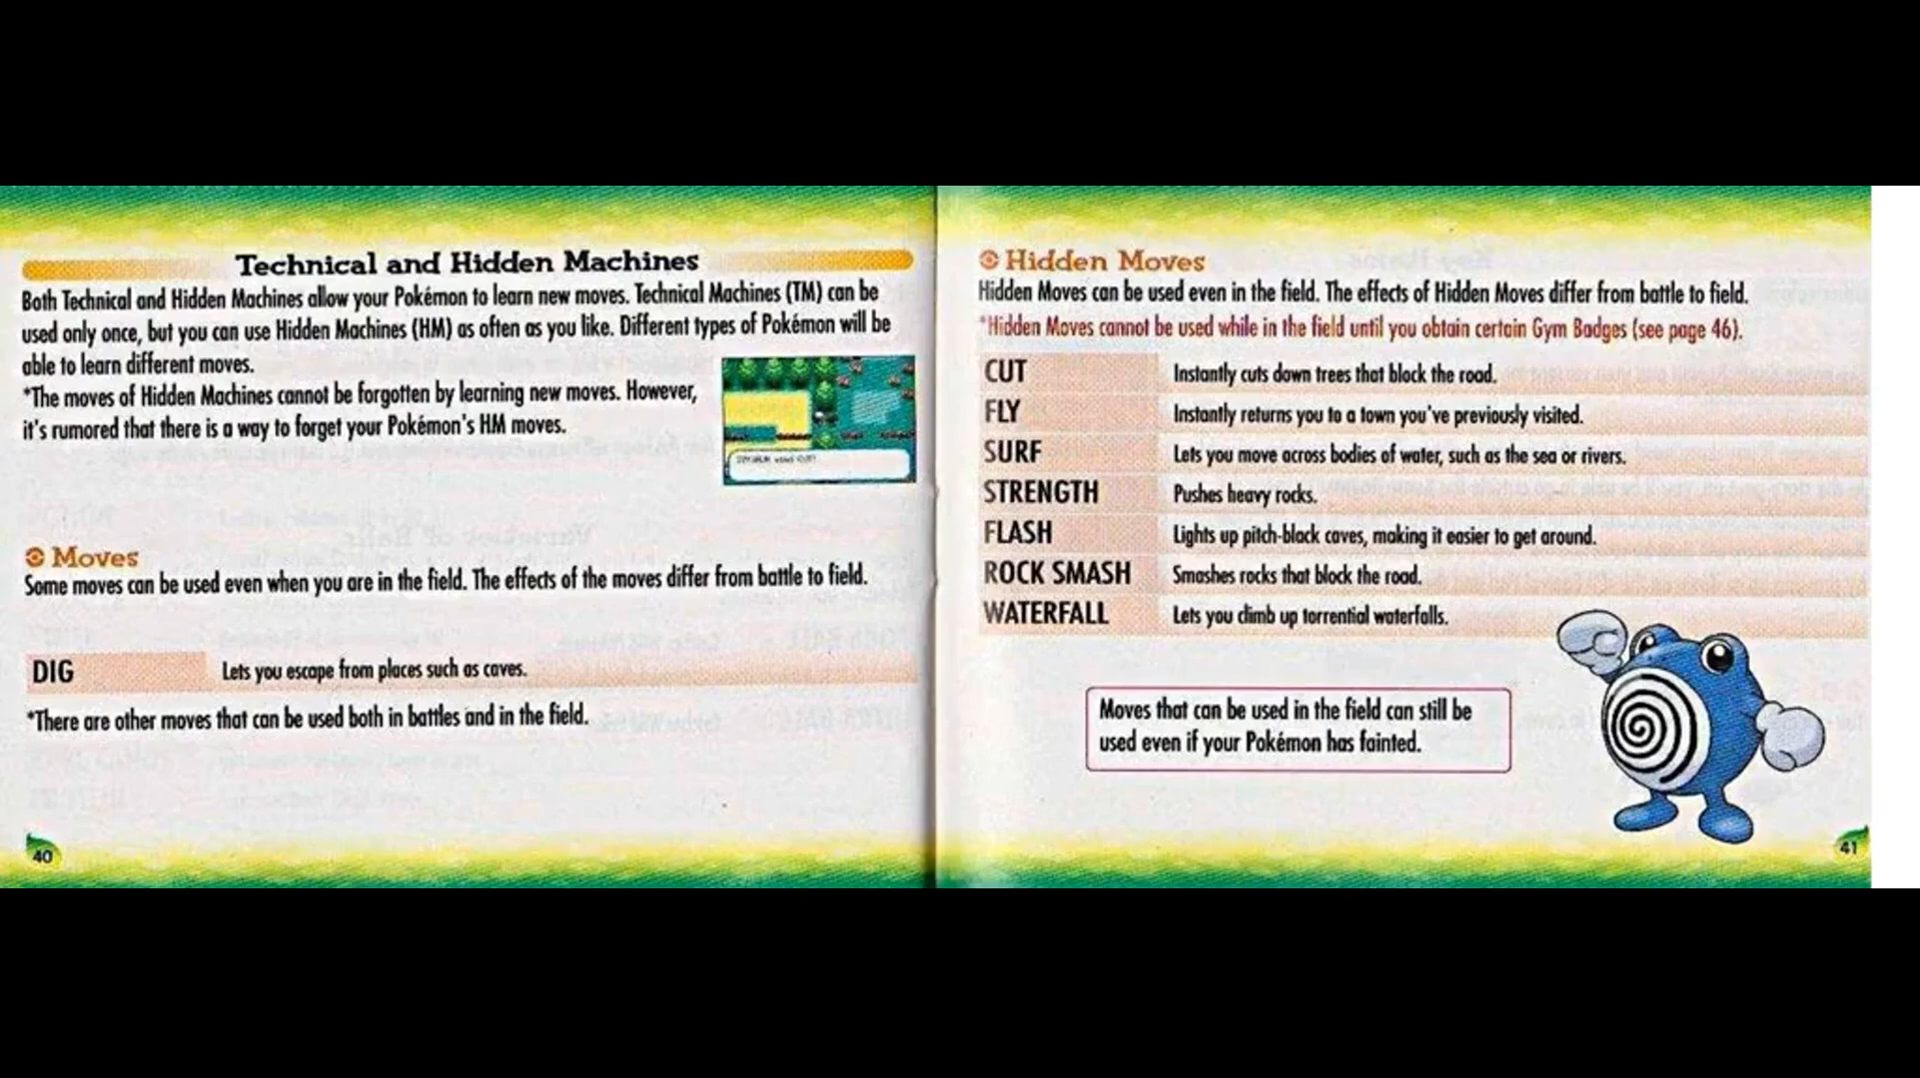 Technical and Hidden Machines
Both Technical and Hidden Machines allow your Pokémon to learn new moves. Technical Machines (TM) can be
used only once, but you can use Hidden Machines (HM) as often as you like. Different types of Pokémon will be
able to learn different moves.
*The moves of Hidden Machines cannot be forgotten by learning new moves. However,
it's rumored that there is a way to forget your Pokémon's HM moves.
Moves
Some moves can be used even when you are in the field. The effects of the moves differ from battle to field.
DIG Lets you escape from places such as caves.
*There are other moves that can be used both in battles and in the field.
40
Hidden Moves
Hidden Moves can be used even in the field. The effects of Hidden Moves differ from battle to field.
*Hidden Moves cannot be used while in the field until you obtain certain Gym Badges (see page 46).
CUT Instantly cuts down trees that block the road.
FLY Instantly returns you to a town you've previously visited.
SURF Lets you move across bodies of water, such as the sea or rivers.
STRENGTH Pushes heavy rocks.
FLASH Lights up pitch-black caves, making it easier to get around.
ROCK SMASH Smashes rocks that block the road.
WATERFALL Lets you climb up torrential waterfalls.
Moves that can be used in the field can still be
used even if your Pokémon has fainted.
41